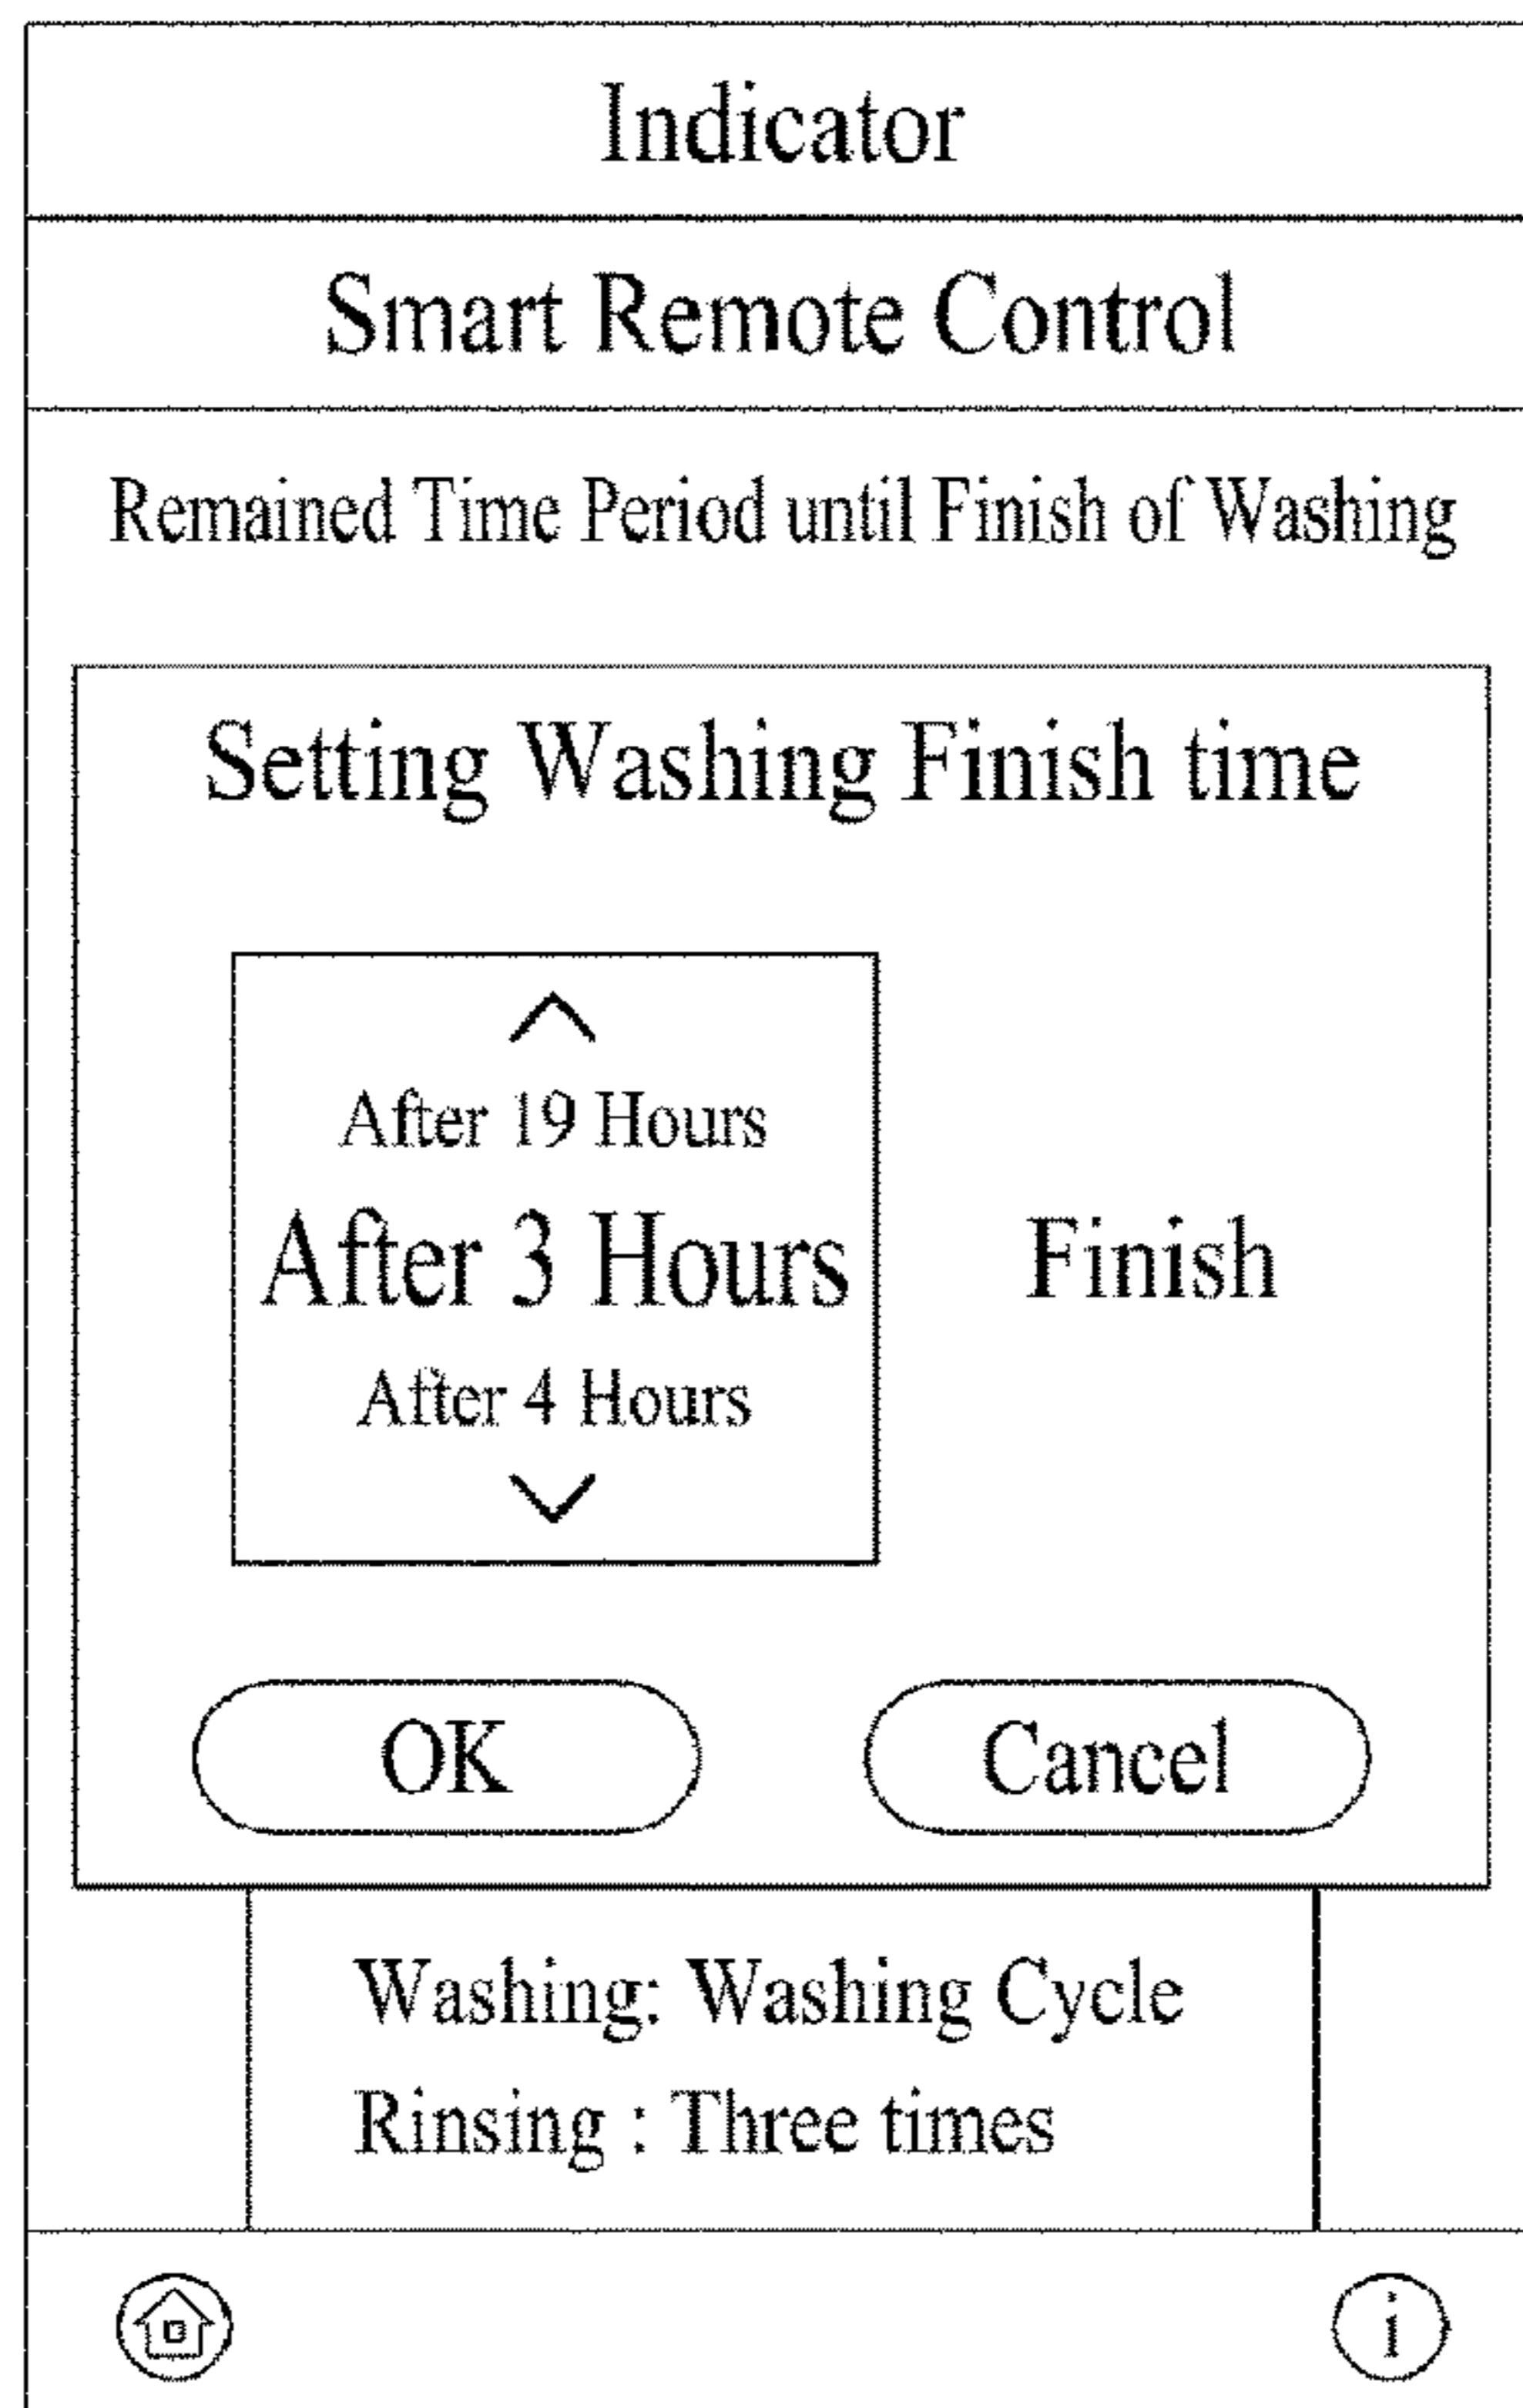 Indicator
Smart Remote Control
Remained Time Period until Finish of Washing
Setting Washing Finish time
After 19 Hours
After 3 Hours
Finish
After 4 Hours
OK
Cancel
Washing: Washing Cycle
Rinsing : Three times
i